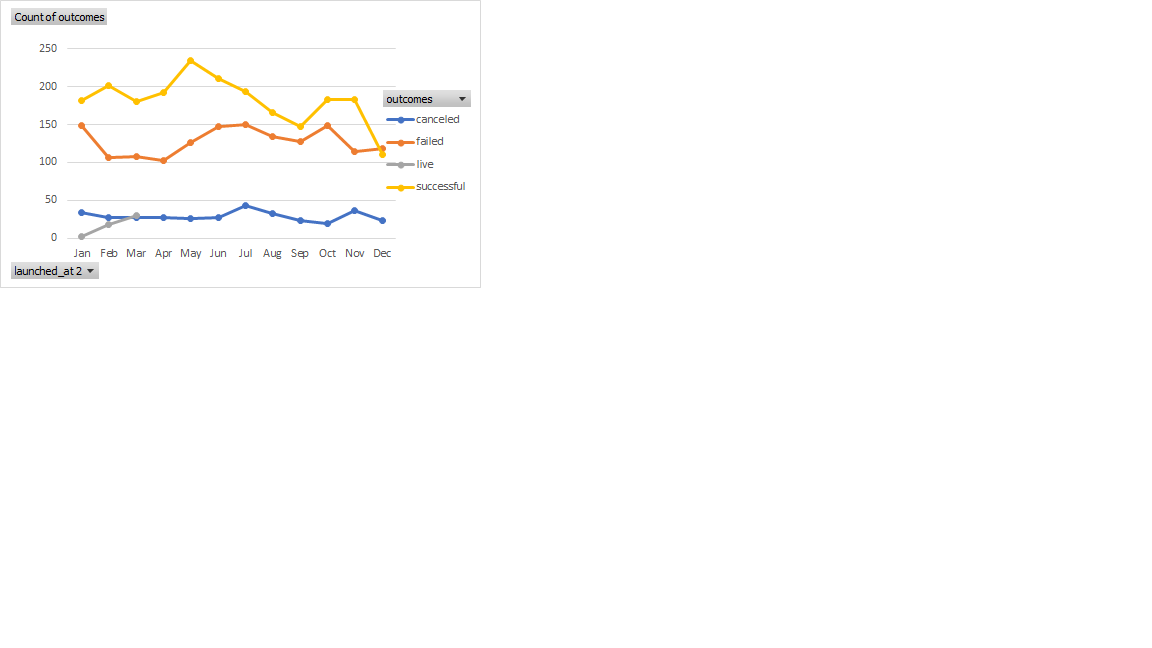 Count of outcomes
250
200
150
100
50
0
Jan Feb Mar Apr May Jun Jul Aug Sep Oct Nov Dec
outcomes
canceled
failed
live
successful
launched_at 2